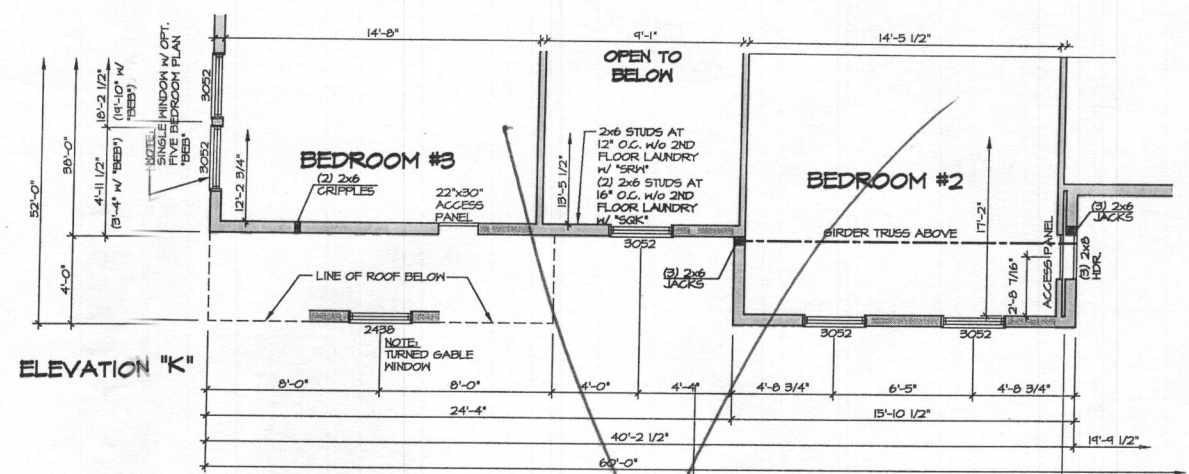 14'-8"
9'-1"
14'-5 1/2"
OPEN TO
BELOW
NOTE:
SINGLE WINDOW W/ OPT.
FIVE BEDROOM PLAN
"BEB"
3052
3052
18'-2 1/2"
(19'-10" W/
"BEB")
38'-0"
52'-0"
4'-11 1/2"
(3'-4" W/ "BEB")
12'-2 3/4"
BEDROOM #3
(2) 2x6
CRIPPLES
22"x30"
ACCESS
PANEL
13'-5 1/2"
2x6 STUDS AT
12" O.C. W/o 2ND
FLOOR LAUNDRY
W/ "SRW"
(2) 2x6 STUDS AT
16" O.C. W/o 2ND
FLOOR LAUNDRY
W/ "SQK"
BEDROOM #2
17'-2"
(3) 2x6
JACKS
3052
GIRDER TRUSS ABOVE
(3) 2x6
JACKS
2'-8 7/16"
ACCESS PANEL
(3) 2x8
HDR.
4'-0"
LINE OF ROOF BELOW
2438
3052
3052
NOTE:
TURNED GABLE
WINDOW
ELEVATION "K"
8'-0"
8'-0"
4'-0"
4'-4"
4'-8 3/4"
6'-5"
4'-8 3/4"
24'-4"
15'-10 1/2"
40'-2 1/2"
19'-9 1/2"
60'-0"